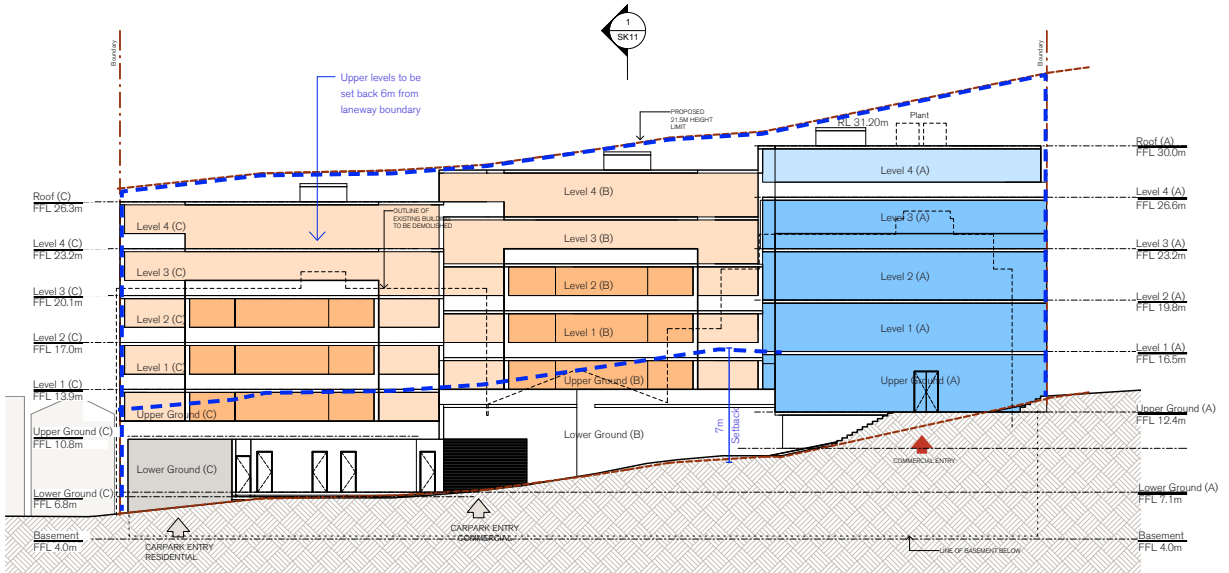 1
SK11
Boundary
Boundary
Upper levels to be
set back 6m from
laneway boundary
PROPOSED
21.5M HEIGHT
LIMIT
RL 31.20m
Plant
Roof (A)
FFL 30.0m
Level 4 (A)
Level 4 (B)
Level 4 (A)
FFL 26.6m
Roof (C)
FFL 26.3m
OUTLINE OF
EXISTING BUILDING
TO BE DEMOLISHED
Level 3 (A)
Level 4 (C)
Level 3 (B)
Level 4 (C)
FFL 23.2m
Level 3 (A)
FFL 23.2m
Level 3 (C)
Level 2 (A)
Level 2 (B)
Level 3 (C)
FFL 20.1m
Level 2 (A)
FFL 19.8m
Level 2 (C)
Level 1 (B)
Level 1 (A)
Level 2 (C)
FFL 17.0m
Level 1 (A)
FFL 16.5m
Level 1 (C)
Upper Ground (B)
Upper Ground (A)
Level 1 (C)
FFL 13.9m
Upper Ground (C)
Upper Ground (A)
FFL 12.4m
7m
Setback
Upper Ground (C)
FFL 10.8m
Lower Ground (B)
Lower Ground (C)
COMMERCIAL ENTRY
Lower Ground (C)
FFL 6.8m
Lower Ground (A)
FFL 7.1m
CARPARK ENTRY
COMMERCIAL
CARPARK ENTRY
RESIDENTIAL
Basement
FFL 4.0m
LINE OF BASEMENT BELOW
Basement
FFL 4.0m